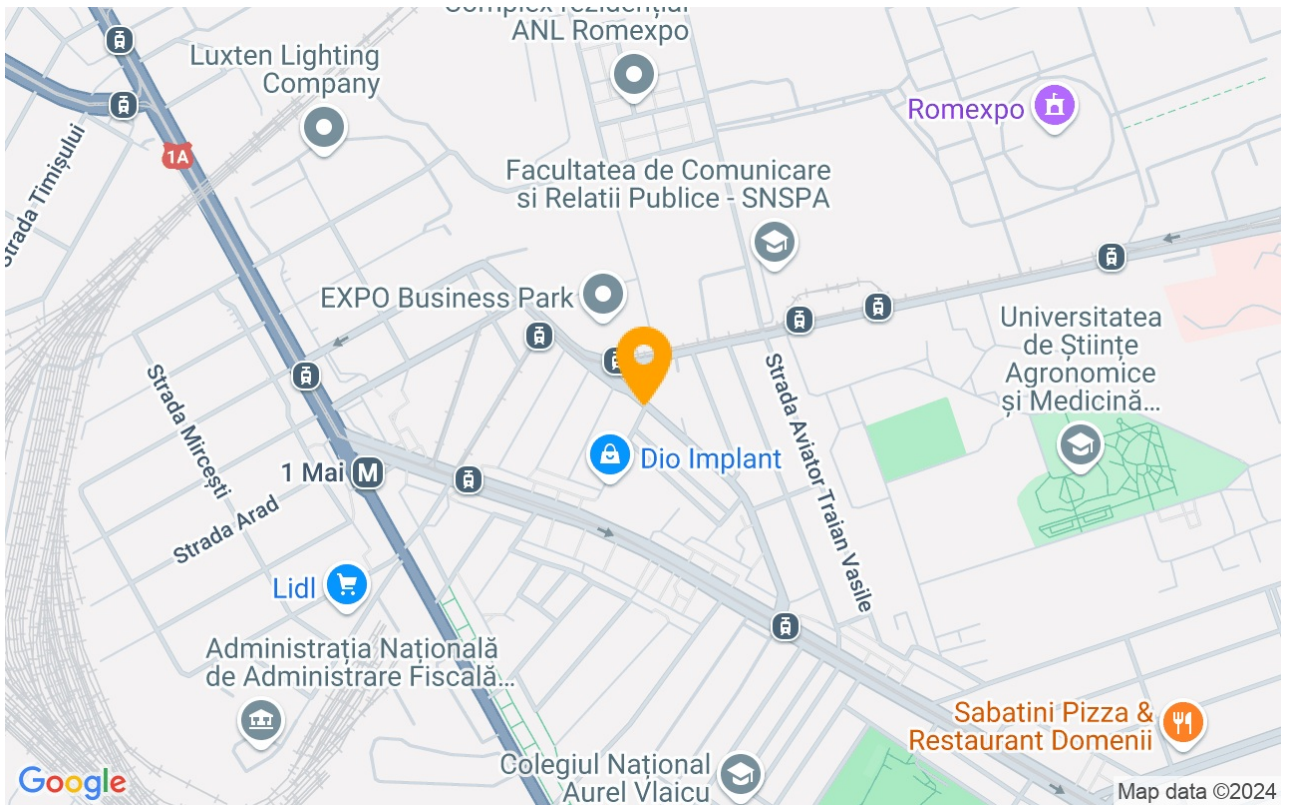 Complex rezidențial
ANL Romexpo
Luxten Lighting
Company
Romexpo
1A
Strada Timișului
Facultatea de Comunicare
si Relatii Publice - SNSPA
EXPO Business Park
Universitatea
de Științe
Agronomice
și Medicină...
Strada Mircești
Strada Aviator Traian Vasile
Dio Implant
1 Mai M
Strada Arad
Lidl
Administrația Națională
de Administrare Fiscală...
Sabatini Pizza &
Restaurant Domenii
Colegiul Național
Aurel Vlaicu
Google
Map data ©2024